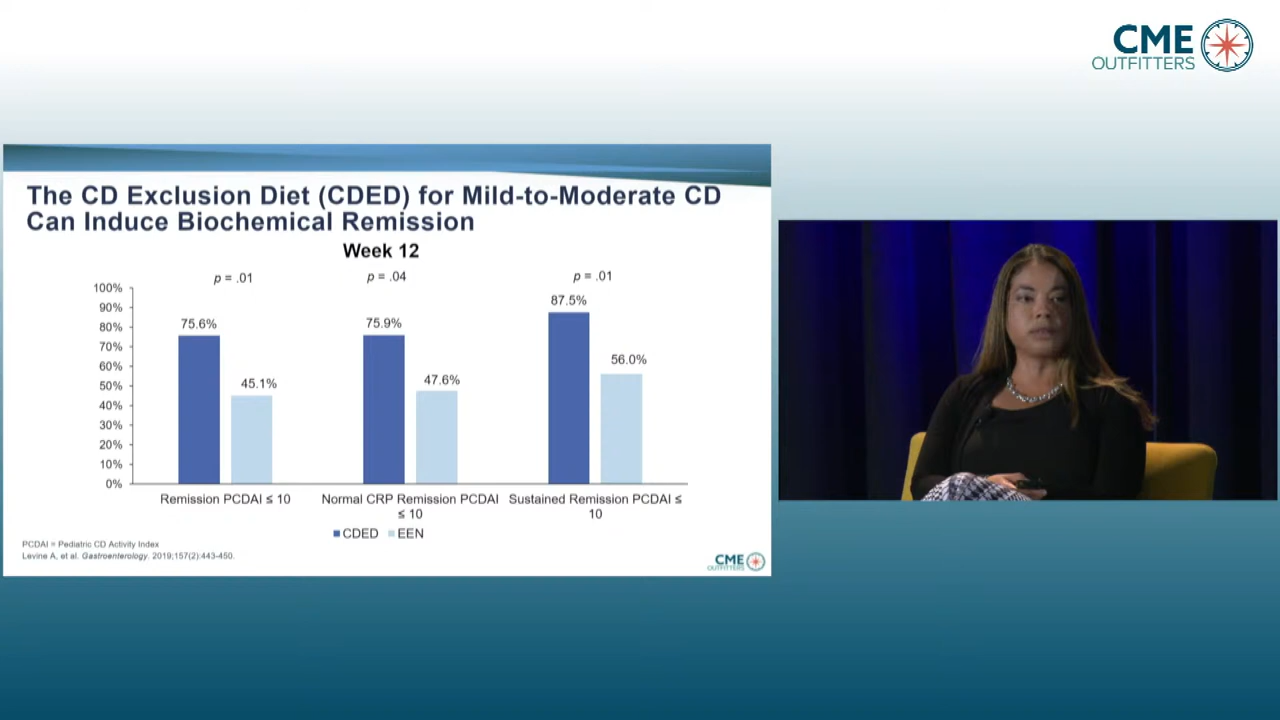 CME
OUTFITTERS
The CD Exclusion Diet (CDED) for Mild-to-Moderate CD
Can Induce Biochemical Remission
Week 12
p = .01
p = .04
p = .01
100%
90%
80%
70%
60%
50%
40%
30%
20%
10%
0%
75.6%
45.1%
75.9%
47.6%
87.5%
56.0%
Remission PCDAI ≤ 10
Normal CRP Remission PCDAI
≤ 10
Sustained Remission PCDAI ≤
10
CDED
EEN
PCDAI = Pediatric CD Activity Index
Levine A, et al. Gastroenterology. 2019;157(2):443-450.
CME
OUTFITTERS